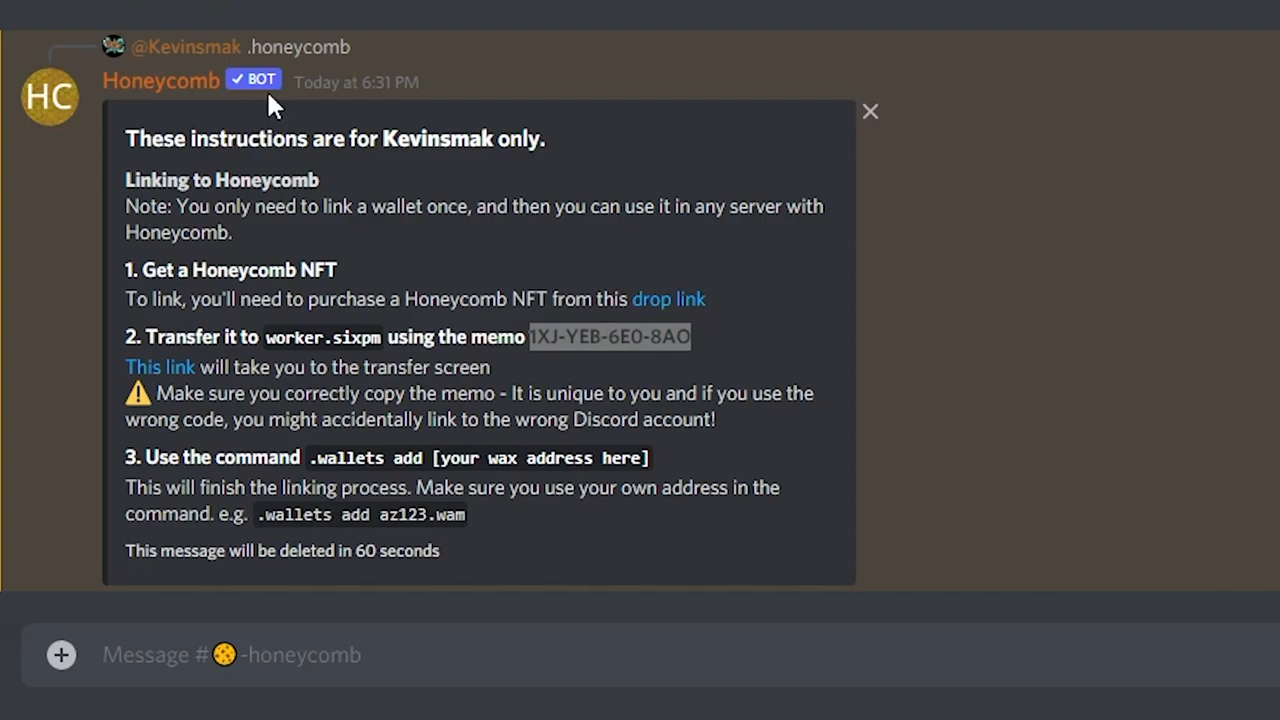 @Kevinsmak .honeycomb
HC
Honeycomb ✓ BOT Today at 6:31 PM
These instructions are for Kevinsmak only.
Linking to Honeycomb
Note: You only need to link a wallet once, and then you can use it in any server with
Honeycomb.
1. Get a Honeycomb NFT
To link, you'll need to purchase a Honeycomb NFT from this drop link
2. Transfer it to worker.sixpm using the memo 1XJ-YEB-6E0-8AO
This link will take you to the transfer screen
⚠️ Make sure you correctly copy the memo - It is unique to you and if you use the
wrong code, you might accidentally link to the wrong Discord account!
3. Use the command .wallets add [your wax address here]
This will finish the linking process. Make sure you use your own address in the
command. e.g. .wallets add az123.wam
This message will be deleted in 60 seconds
Message #🍪-honeycomb